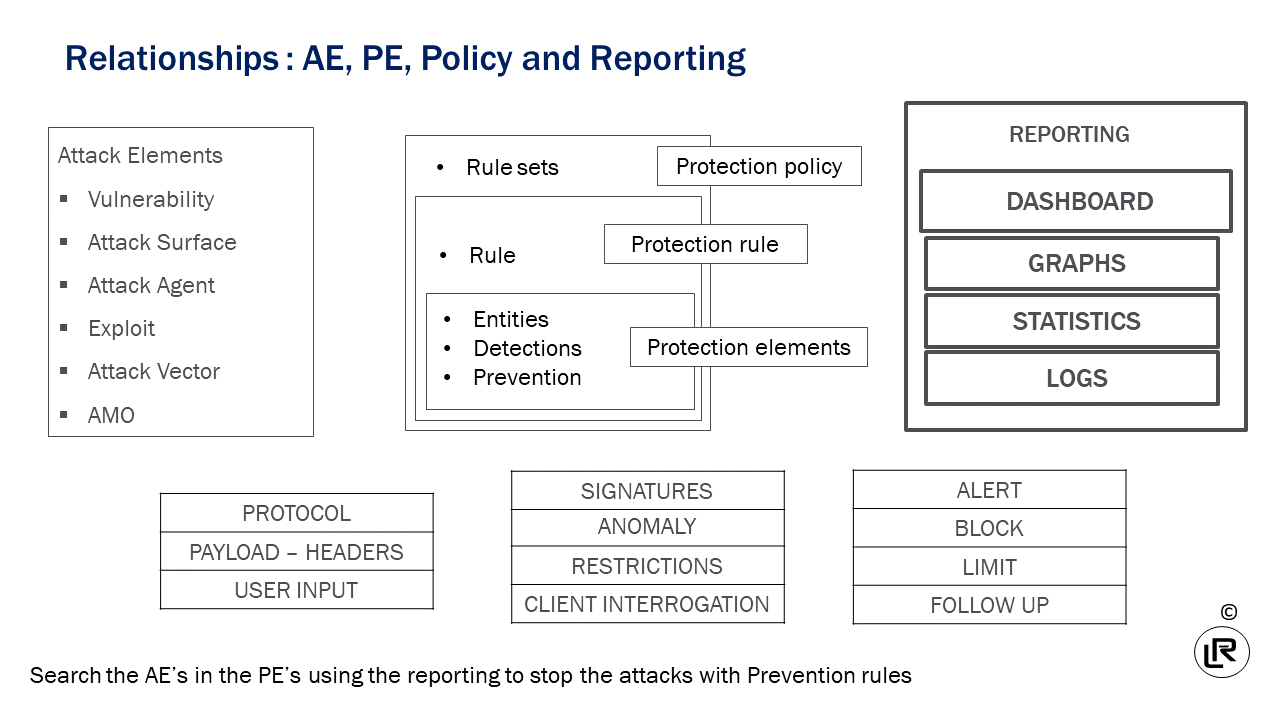 Relationships : AE, PE, Policy and Reporting
Attack Elements
▪ Vulnerability
▪ Attack Surface
▪ Attack Agent
▪ Exploit
▪ Attack Vector
▪ AMO
• Rule sets
Protection policy
• Rule
Protection rule
• Entities
• Detections
• Prevention
Protection elements
REPORTING
DASHBOARD
GRAPHS
STATISTICS
LOGS
PROTOCOL
PAYLOAD – HEADERS
USER INPUT
SIGNATURES
ANOMALY
RESTRICTIONS
CLIENT INTERROGATION
ALERT
BLOCK
LIMIT
FOLLOW UP
©
LR
Search the AE’s in the PE’s using the reporting to stop the attacks with Prevention rules